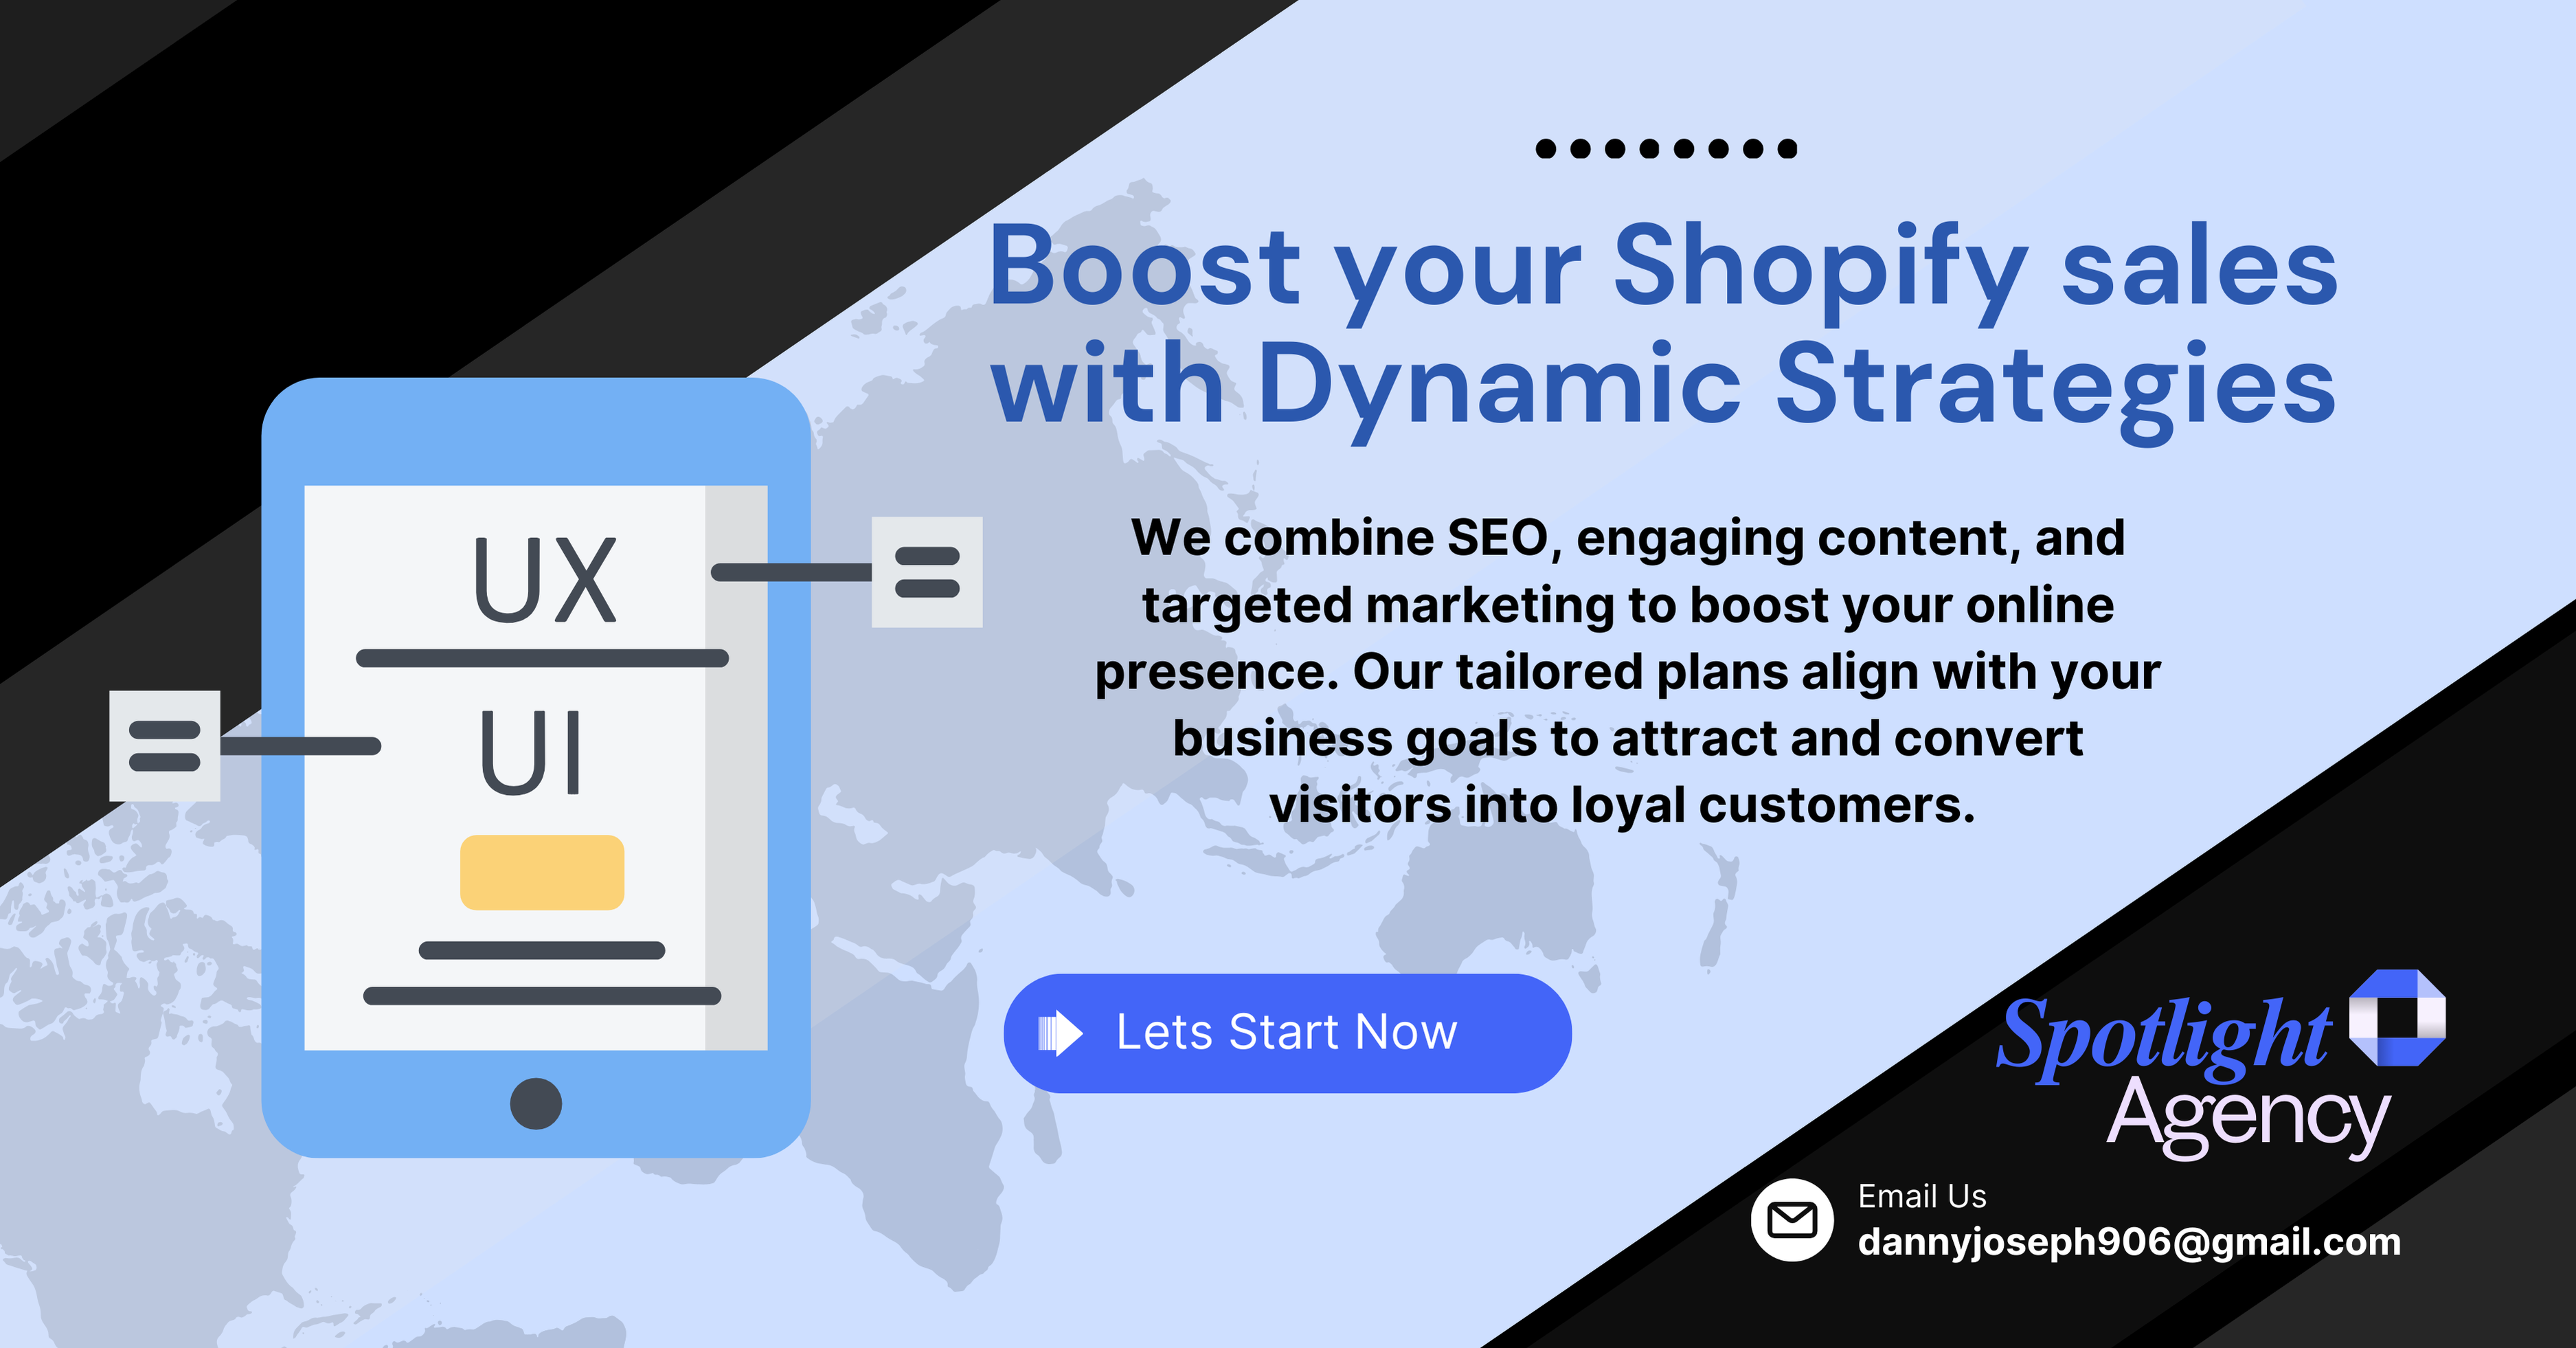 Boost your Shopify sales
with Dynamic Strategies
We combine SEO, engaging content, and
targeted marketing to boost your online
presence. Our tailored plans align with your
business goals to attract and convert
visitors into loyal customers.
UX
UI
Lets Start Now
Spotlight
Agency
Email Us
dannyjoseph906@gmail.com